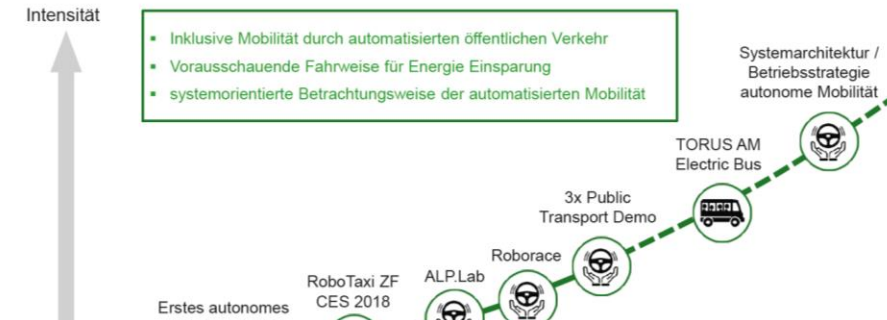 Intensität
Inklusive Mobilität durch automatisierten öffentlichen Verkehr
Vorausschauende Fahrweise für Energie Einsparung
systemorientierte Betrachtungsweise der automatisierten Mobilität
Systemarchitektur /
Betriebsstrategie
autonome Mobilität
TORUS AM
Electric Bus
3x Public
Transport Demo
Roborace
ALP.Lab
RoboTaxi ZF
CES 2018
Erstes autonomes